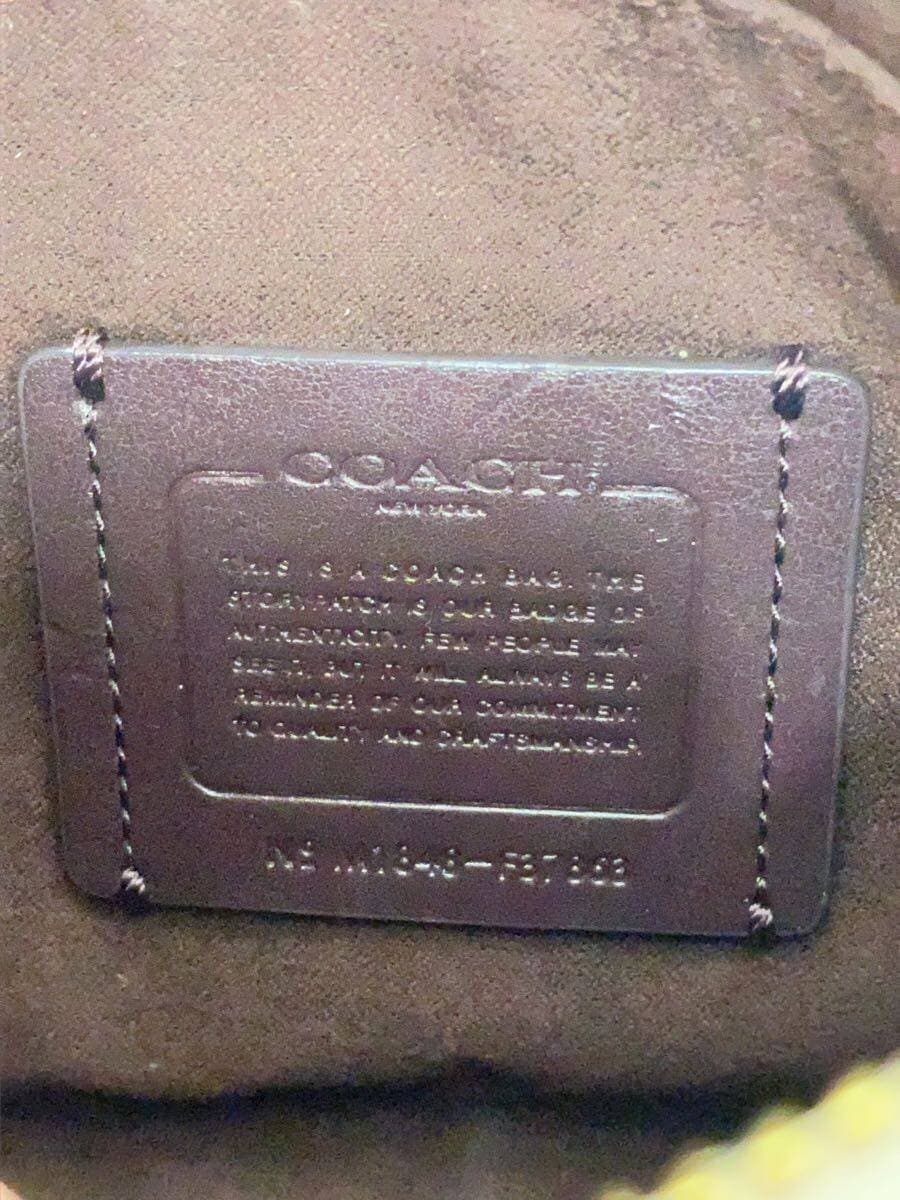 COACH
NEW YORK
THIS IS A COACH BAG. THE
STORYPATCH IS OUR BADGE OF
AUTHENTICITY. FEW PEOPLE MAY
SEE IT, BUT IT WILL ALWAYS BE A
REMINDER OF OUR COMMITMENT
TO QUALITY AND CRAFTSMANSHIP.
Nº